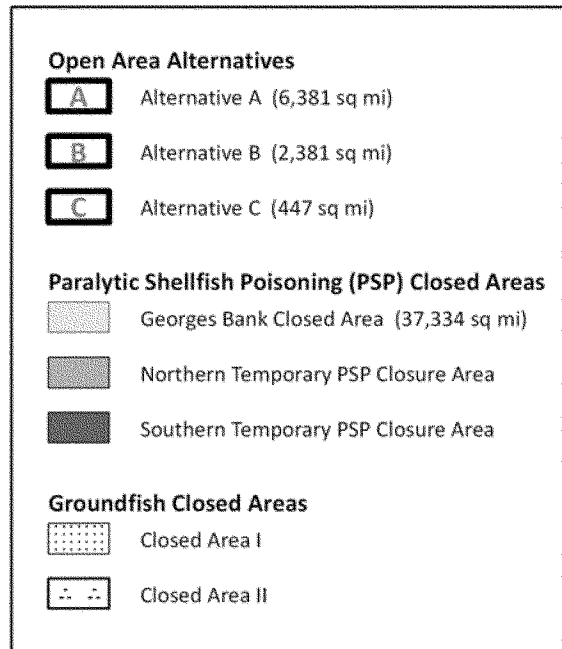 Open Area Alternatives
A Alternative A (6,381 sq mi)
B Alternative B (2,381 sq mi)
C Alternative C (447 sq mi)
Paralytic Shellfish Poisoning (PSP) Closed Areas
Georges Bank Closed Area (37,334 sq mi)
Northern Temporary PSP Closure Area
Southern Temporary PSP Closure Area
Groundfish Closed Areas
Closed Area I
Closed Area II